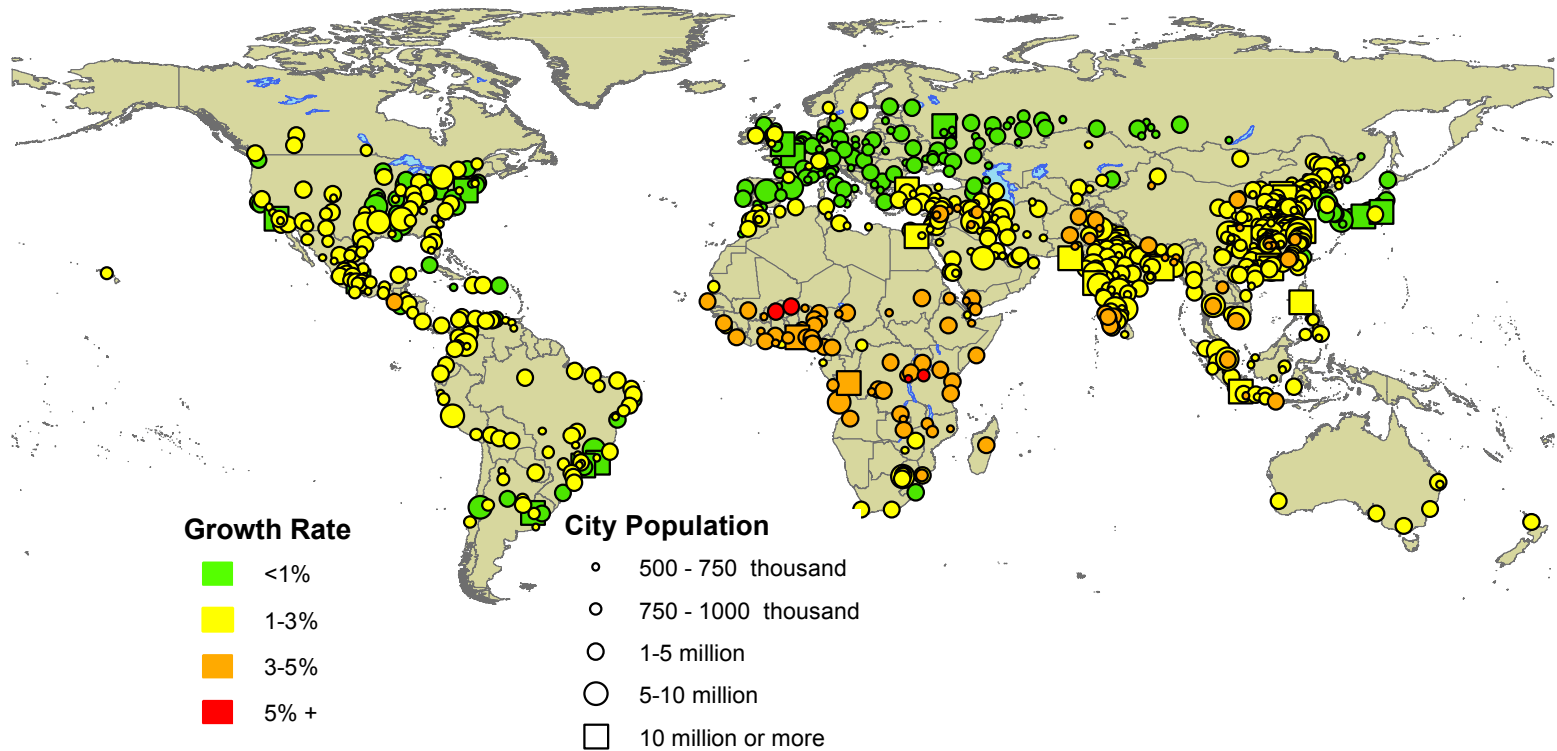 Growth Rate
<1%
1-3%
3-5%
5% +
City Population
500 - 750 thousand
750 - 1000 thousand
1-5 million
5-10 million
10 million or more